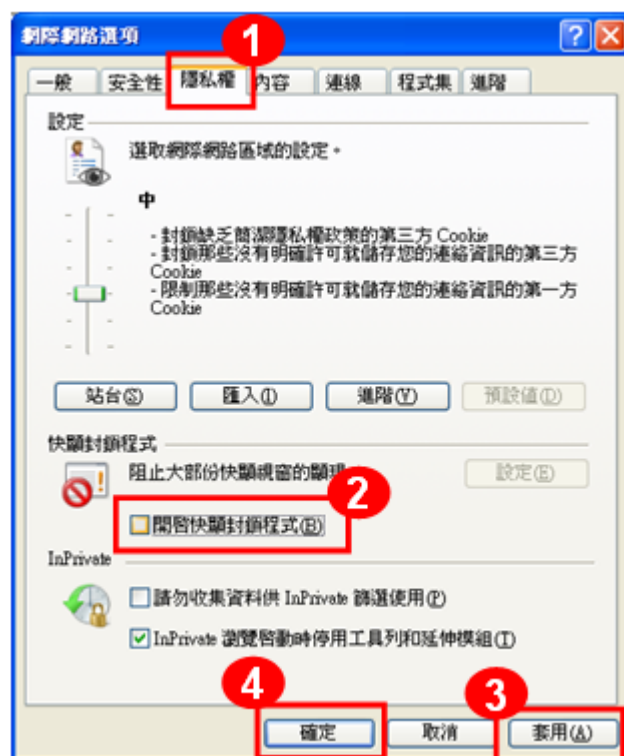 網際網路選項
1
一般 安全性 隱私權 內容 連線 程式集 進階
設定
選取網際網路區域的設定。
中
- 封鎖缺乏簡潔隱私權政策的第三方 Cookie
- 封鎖那些沒有明確許可就儲存您的連絡資訊的第三方
Cookie
- 限制那些沒有明確許可就儲存您的連絡資訊的第一方
Cookie
站台(S) 匯入(I) 進階(V) 預設值(D)
快顯封鎖程式
阻止大部份快顯視窗的顯現。 設定(E)
2
開啟快顯封鎖程式(B)
InPrivate
請勿收集資料供 InPrivate 篩選使用(P)
InPrivate 瀏覽啟動時停用工具列和延伸模組(T)
4 3
確定 取消 套用(A)